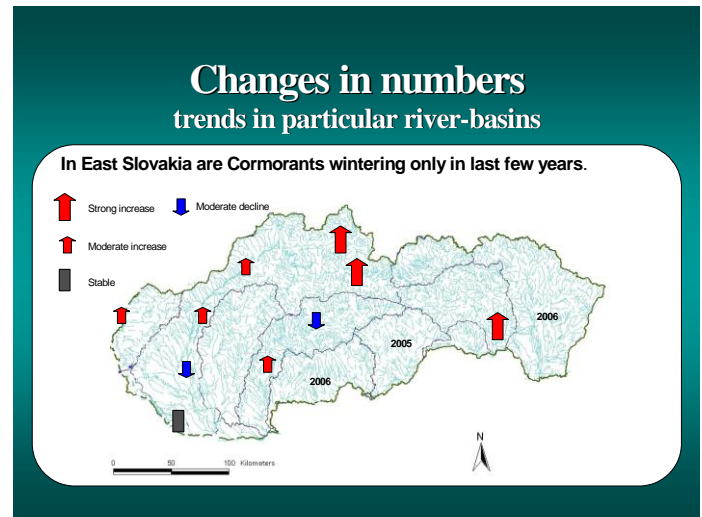 Changes in numbers
trends in particular river-basins
In East Slovakia are Cormorants wintering only in last few years.
Strong increase
Moderate decline
Moderate increase
Stable
2006
2005
2006
N
0 50 100 Kilometers